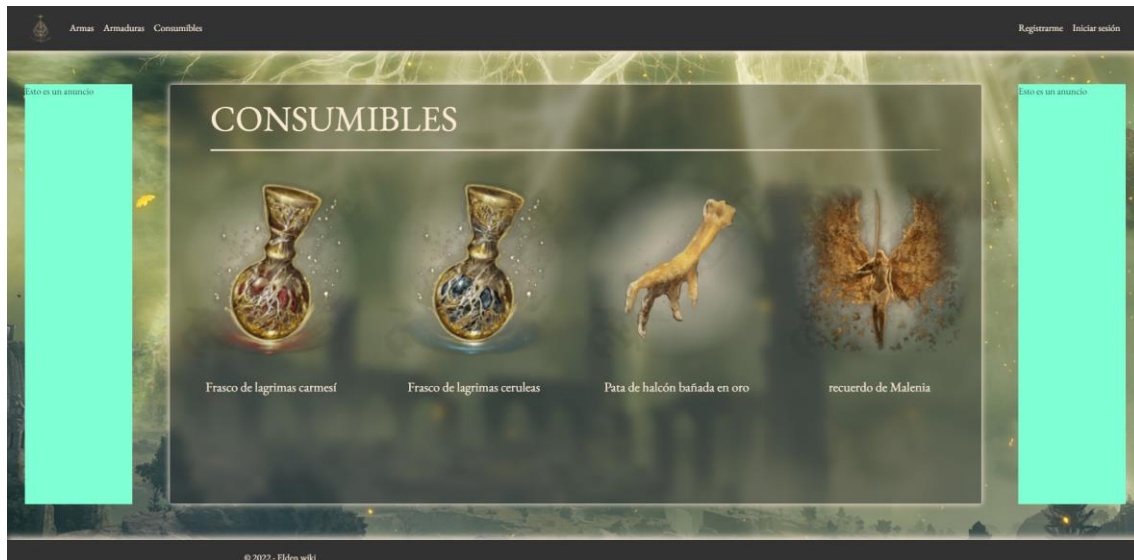 Armas Armaduras Consumibles
Registrarme Iniciar sesión
Esto es un anuncio
CONSUMIBLES
Esto es un anuncio
Frasco de lagrimas carmesí
Frasco de lagrimas ceruleas
Pata de halcón bañada en oro
recuerdo de Malenia
© 2022 - Elden wiki